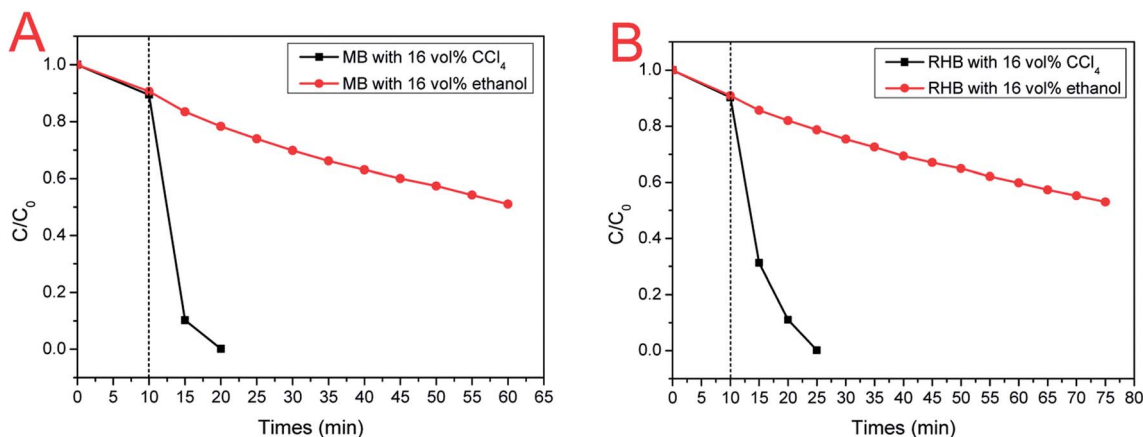 A
MB with 16 vol% CCl₄
MB with 16 vol% ethanol
C/C₀
1.0
0.8
0.6
0.4
0.2
0.0
0 5 10 15 20 25 30 35 40 45 50 55 60 65
Times (min)
B
RHB with 16 vol% CCl₄
RHB with 16 vol% ethanol
C/C₀
1.0
0.8
0.6
0.4
0.2
0.0
0 5 10 15 20 25 30 35 40 45 50 55 60 65 70 75 80
Times (min)